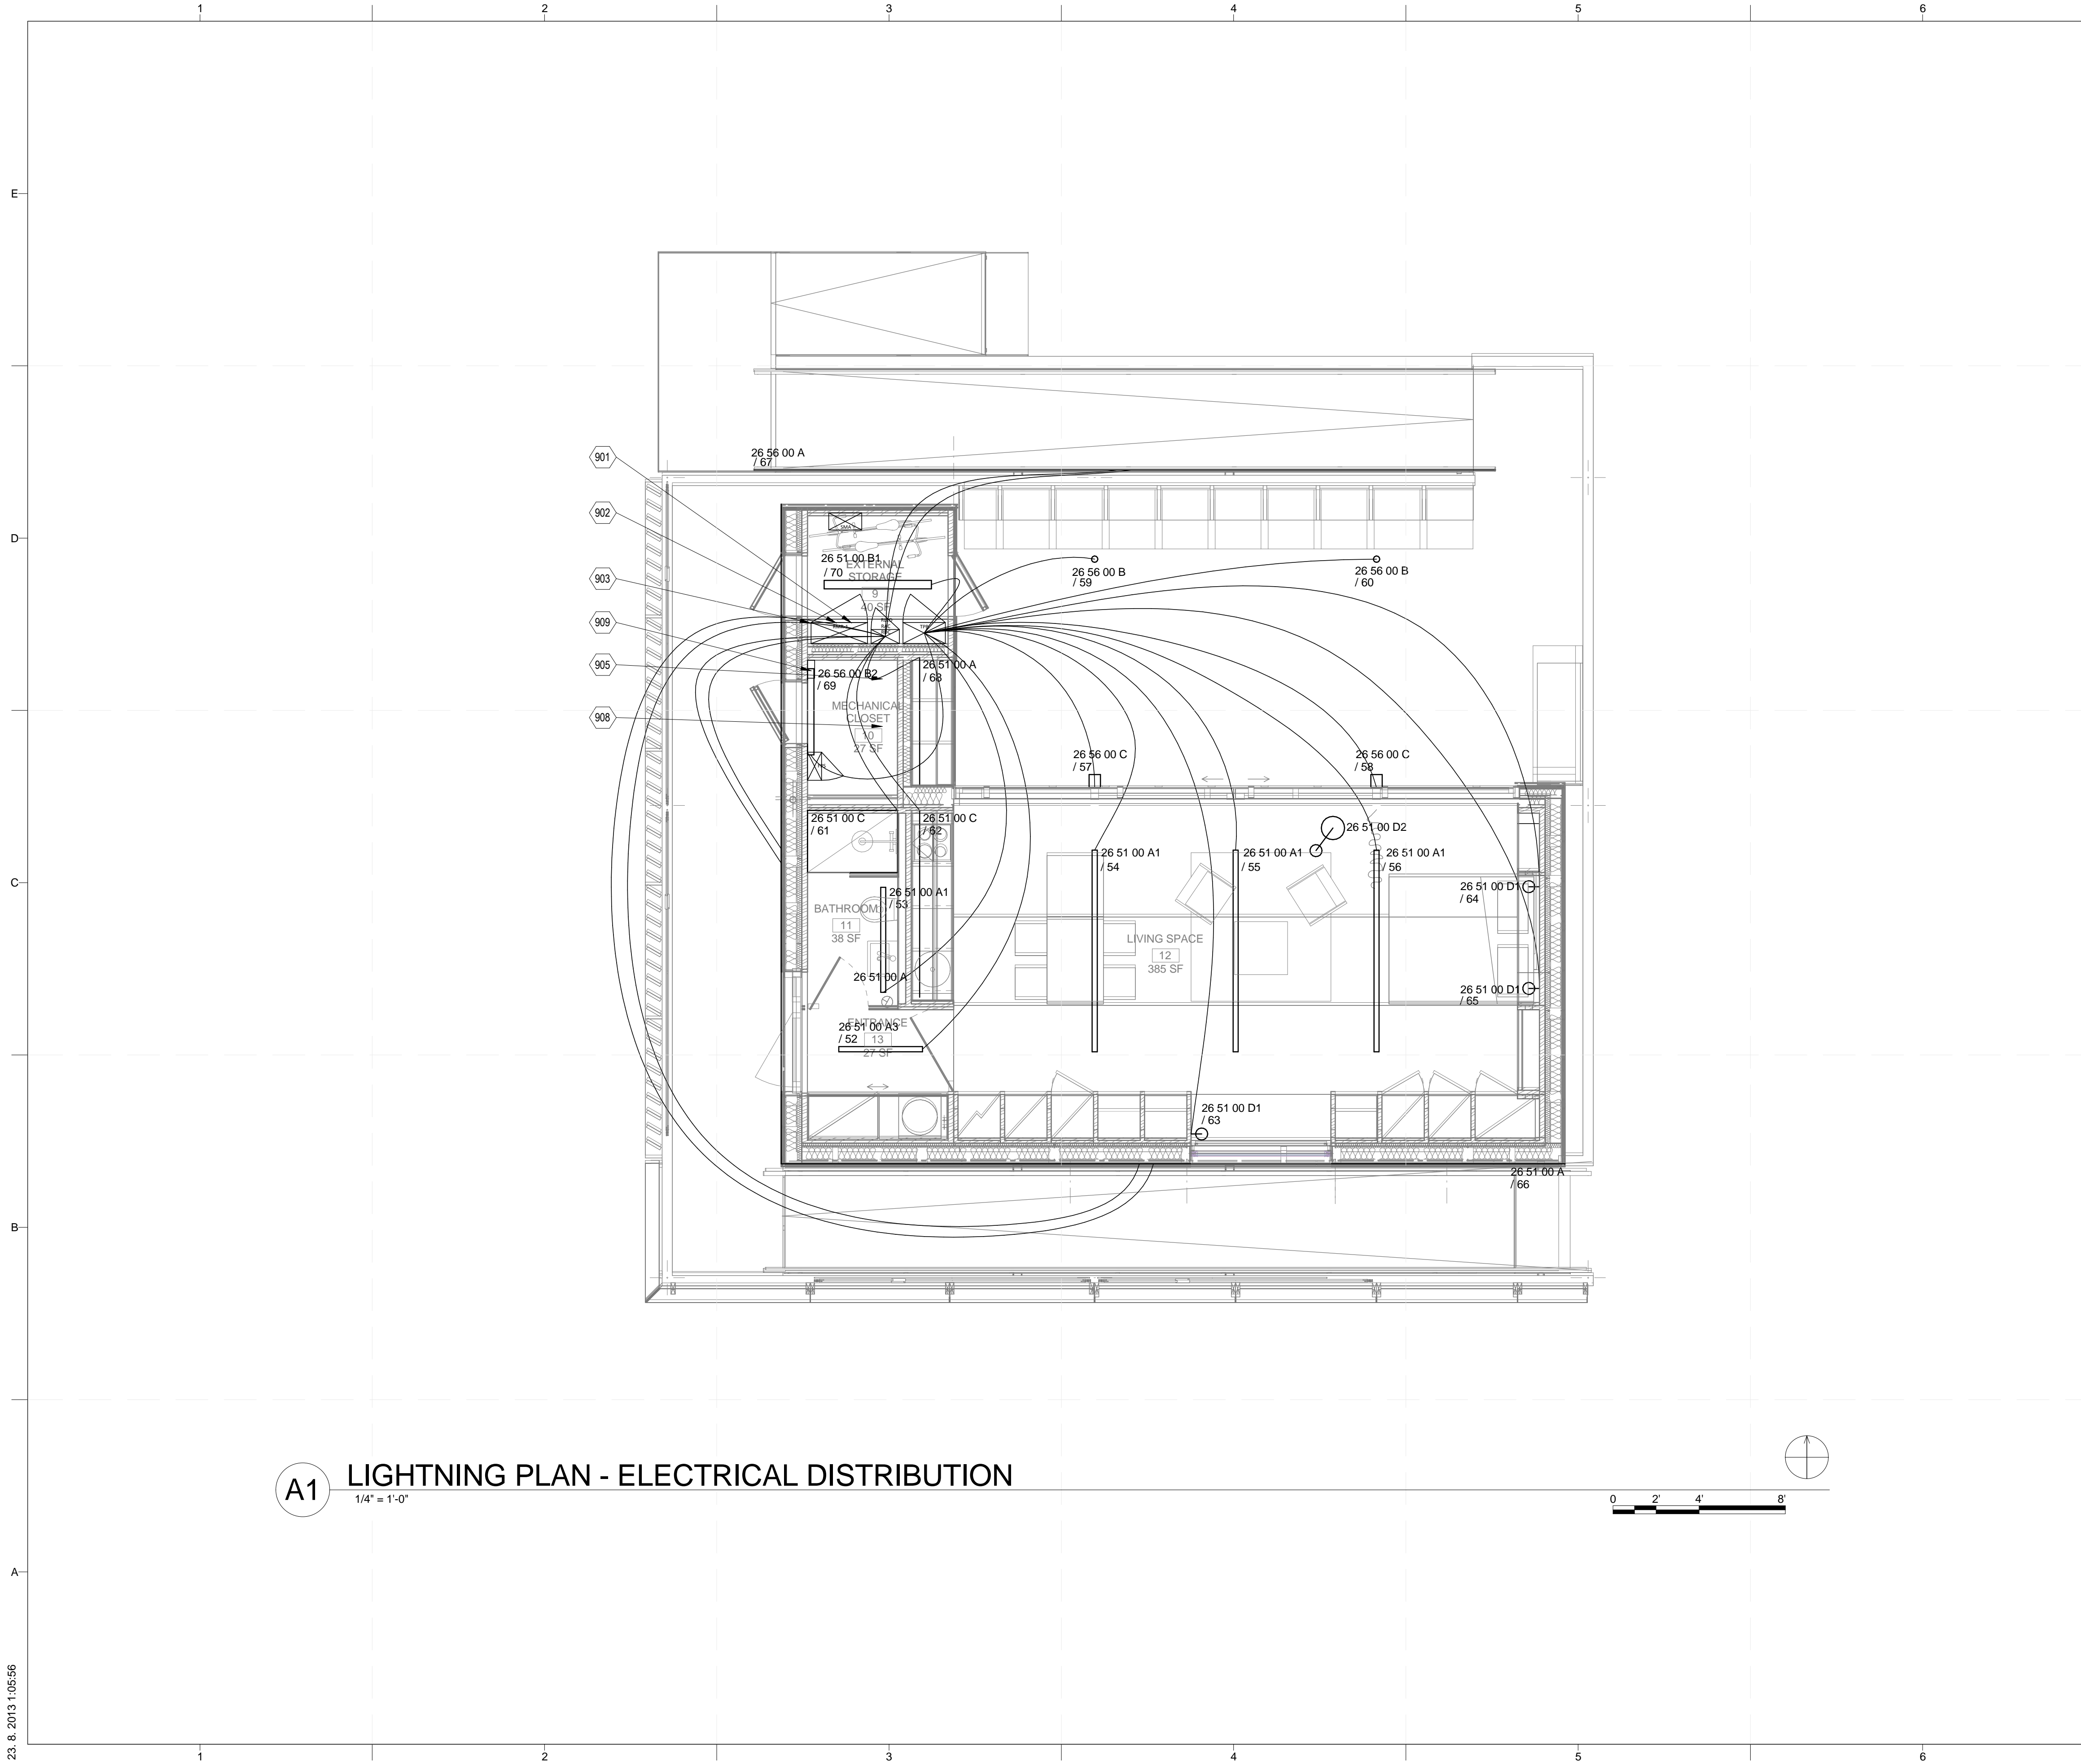 1 2 3 4 5 6
E
26 56 00 A
/ 67
901
902
D
SMA
26 51 00 B1
/ 70
EXTERNAL
STORAGE
9
40 SF
903
26 56 00 B
/ 59
26 56 00 B
/ 60
909
905
26 56 00 B2
/ 69
26 51 00 A
/ 68
908
MECHANICAL
CLOSET
10
27 SF
26 56 00 C
/ 57
26 56 00 C
/ 58
26 51 00 C
/ 61
26 51 00 C
/ 62
26 51 00 D2
26 51 00 A1
/ 54
26 51 00 A1
/ 55
26 51 00 A1
/ 56
C
26 51 00 A1
/ 53
26 51 00 D1
/ 64
BATHROOM
11
38 SF
LIVING SPACE
12
385 SF
26 51 00 A
26 51 00 D1
/ 65
ENTRANCE
13
27 SF
26 51 00 A3
/ 52
26 51 00 D1
/ 63
26 51 00 A
/ 66
B
A1
LIGHTNING PLAN - ELECTRICAL DISTRIBUTION
1/4" = 1'-0"
0 2' 4' 8'
A
23. 8. 2013 1:05:56
1 2 3 4 5 6